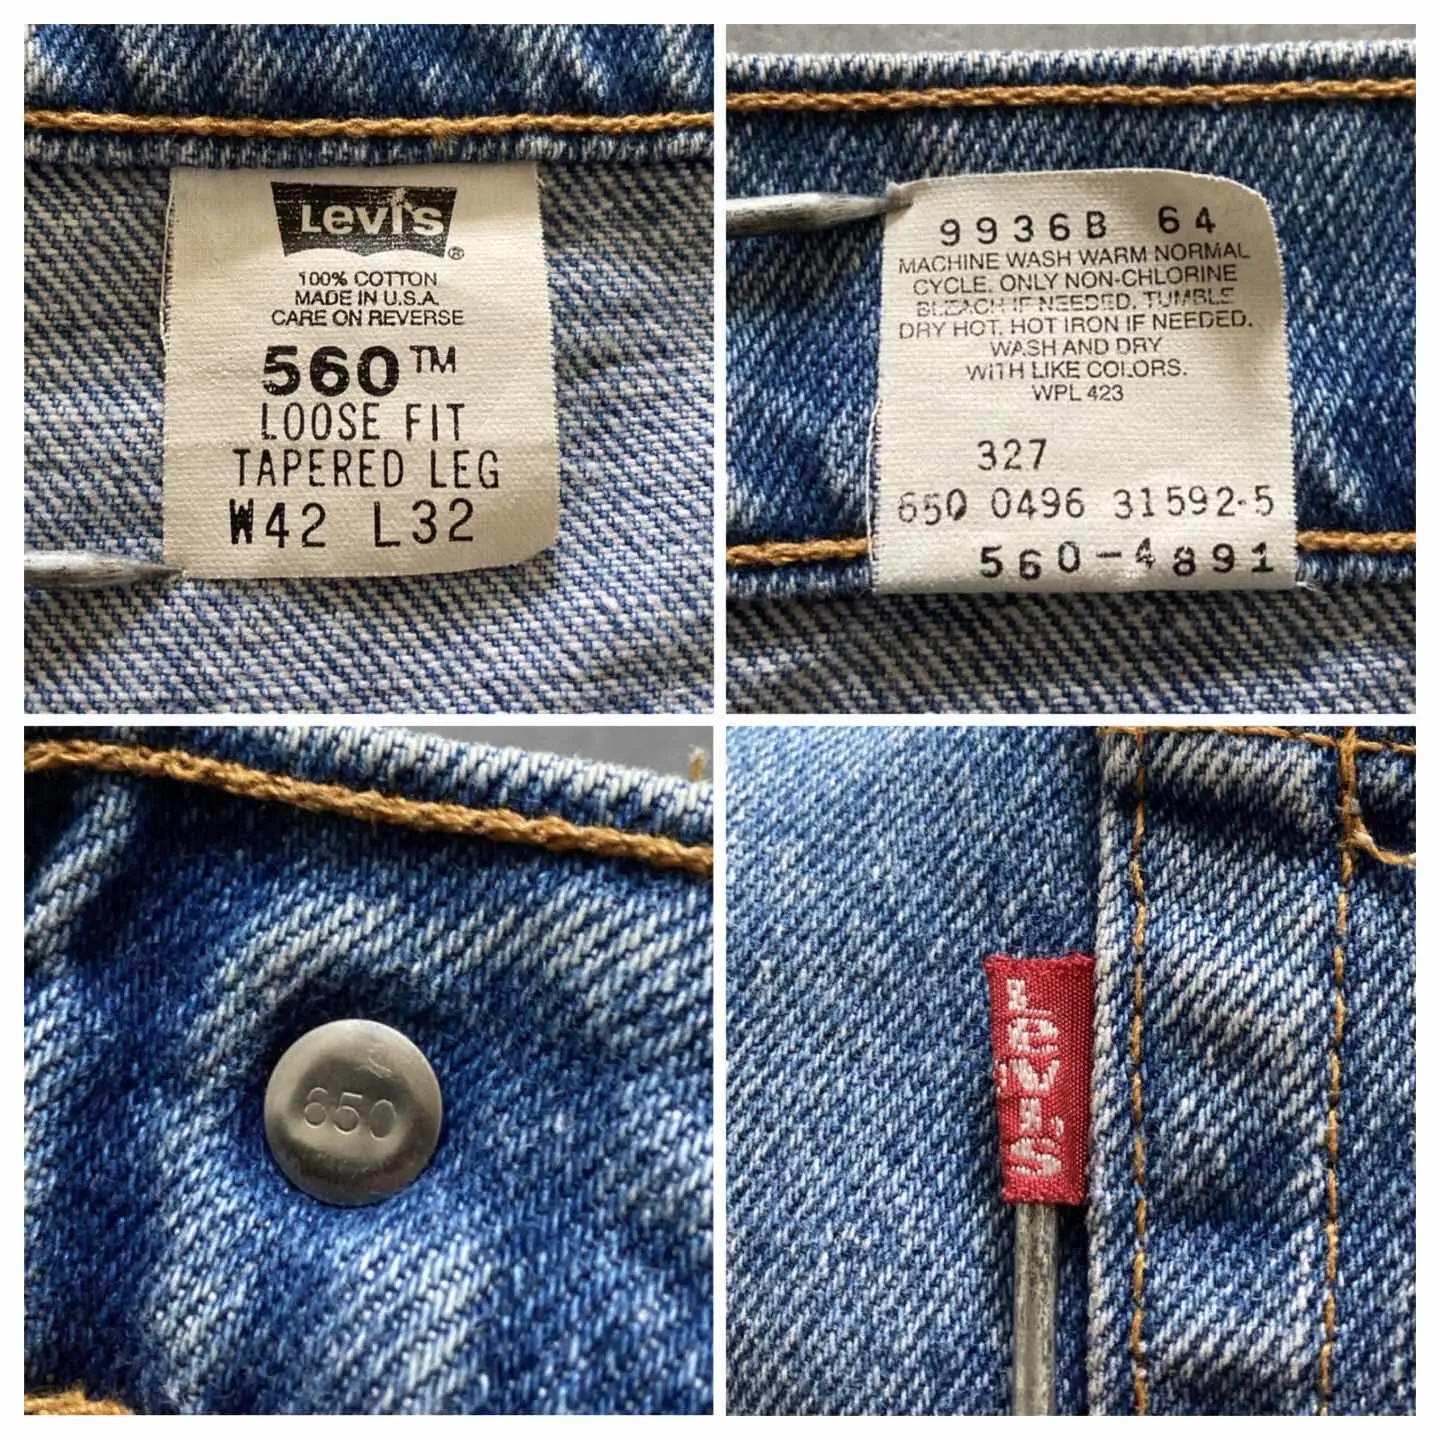 Levi's
®
100% COTTON
MADE IN U.S.A.
CARE ON REVERSE
560™
LOOSE FIT
TAPERED LEG
W42 L32
9936B 64
MACHINE WASH WARM NORMAL
CYCLE, ONLY NON-CHLORINE
BLEACH IF NEEDED, TUMBLE
DRY HOT, HOT IRON IF NEEDED.
WASH AND DRY
WITH LIKE COLORS.
WPL 423
327
650 0496 31592-5
560-4891
650
LEVI'S